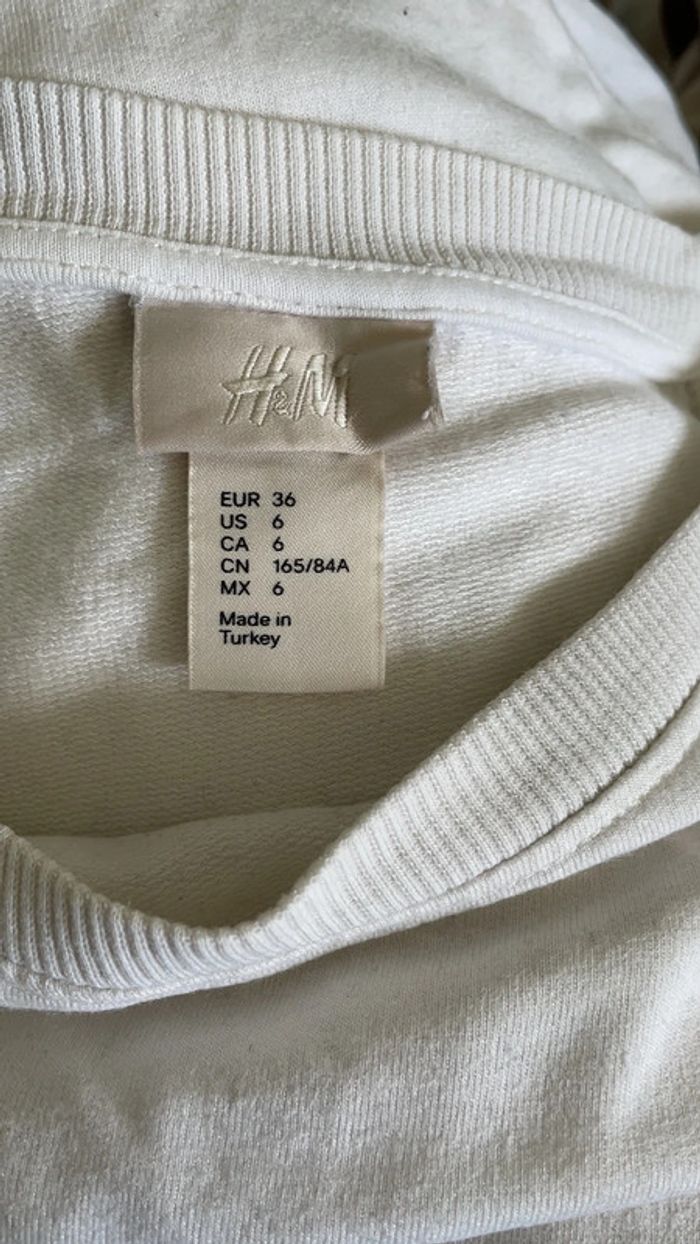 H&M
EUR 36
US 6
CA 6
CN 165/84A
MX 6
Made in
Turkey